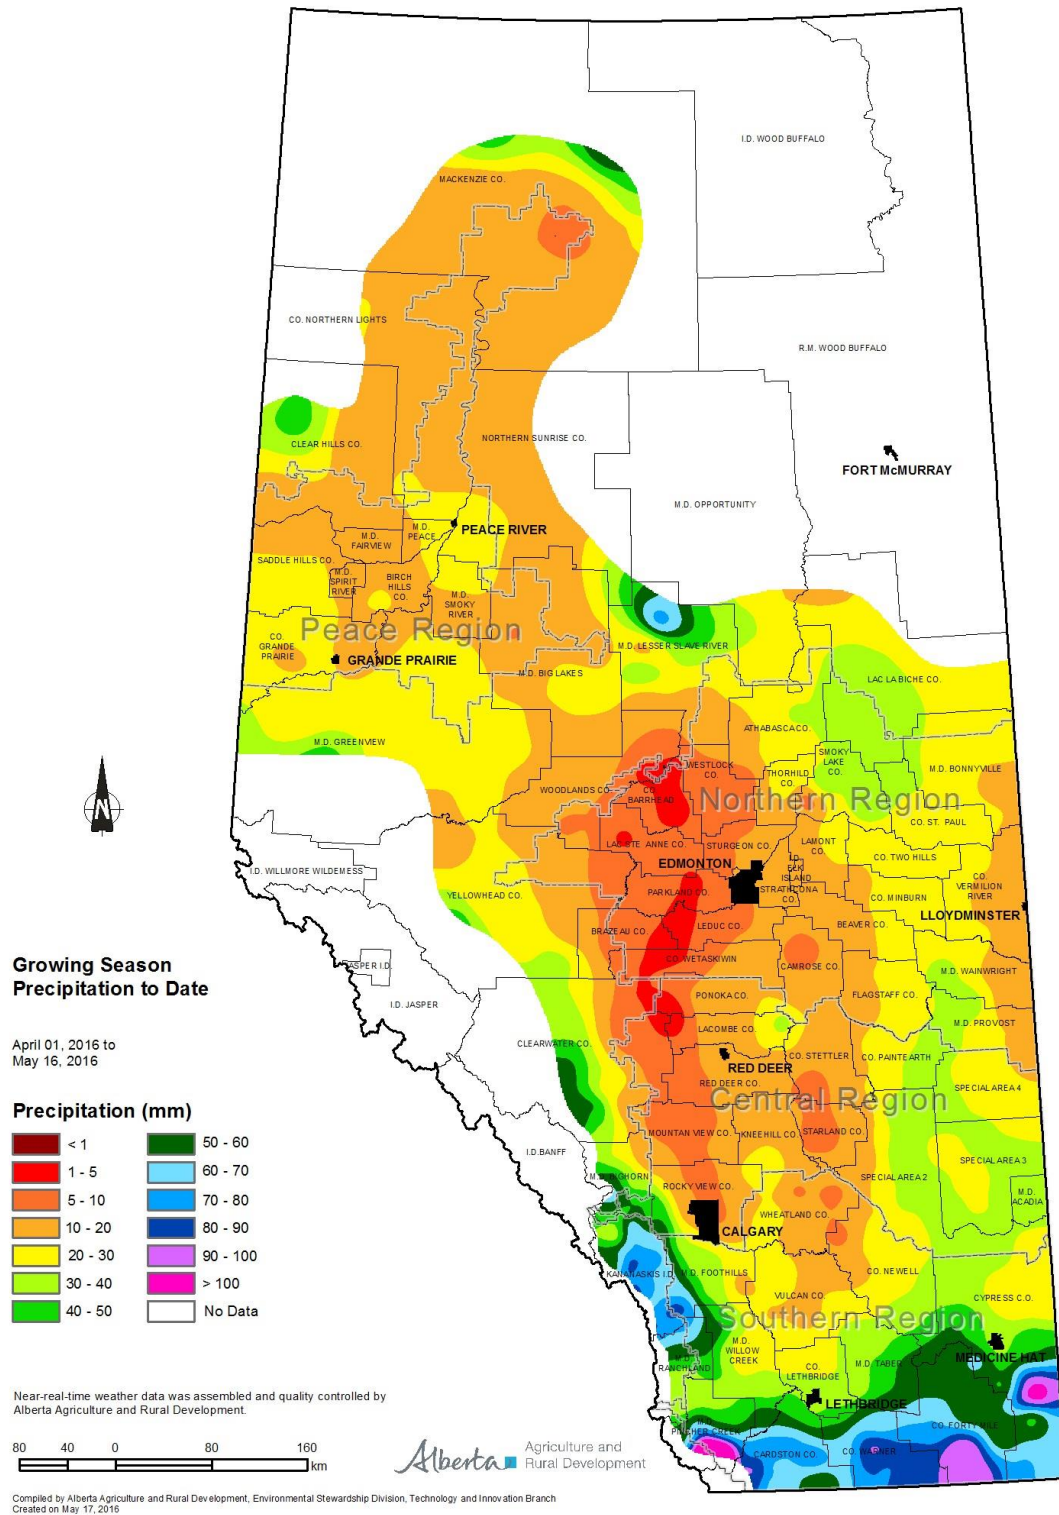 I.D. WOOD BUFFALO
MACKENZIE CO.
CO. NORTHERN LIGHTS
R.M. WOOD BUFFALO
CLEAR HILLS CO.
NORTHERN SUNRISE CO.
FORT McMURRAY
M.D. OPPORTUNITY
M.D.
PEACE
PEACE RIVER
M.D.
FAIRVIEW
SADDLE HILLS CO.
M.D.
SPIRIT
RIVER
BIRCH
HILLS
CO.
M.D.
SMOKY
RIVER
Peace Region
CO.
GRANDE
PRAIRIE
GRANDE PRAIRIE
M.D. LESSER SLAVE RIVER
M.D. BIG LAKES
LAC LA BICHE CO.
M.D. GREENVIEW
ATHABASCA CO.
SMOKY
LAKE
CO.
WESTLOCK
CO.
THORHILD
CO.
M.D. BONNYVILLE
WOODLANDS CO.
CO.
BARRHEAD
Northern Region
CO. ST. PAUL
LAC STE ANNE CO.
STURGEON CO.
LAMONT
CO.
CO. TWO HILLS
EDMONTON
I.D.
ELK
ISLAND
I.D. WILLMORE WILDERNESS
YELLOWHEAD CO.
PARKLAND CO.
STRATHCONA
CO.
CO. MINBURN
CO.
VERMILION
RIVER
LLOYDMINSTER
BRAZEAU CO.
LEDUC CO.
BEAVER CO.
CO. WETASKIWIN
CAMROSE CO.
M.D. WAINWRIGHT
JASPER I.D.
I.D. JASPER
PONOKA CO.
FLAGSTAFF CO.
LACOMBE CO.
M.D. PROVOST
CLEARWATER CO.
RED DEER
CO. STETTLER
CO. PAINTEARTH
RED DEER CO.
SPECIAL AREA 4
Central Region
MOUNTAN VIEW CO.
KNEEHILL CO.
STARLAND CO.
I.D.BANFF
SPECIAL AREA 3
M.D. BIGHORN
ROCKY VIEW CO.
SPECIAL AREA 2
M.D.
ACADIA
WHEATLAND CO.
CALGARY
KANANASKIS I.D.
M.D. FOOTHILLS
CO. NEWELL
VULCAN CO.
CYPRESS C.O.
Southern Region
M.D.
WILLOW
CREEK
M.D.
RANCHLAND
M.D. TABER
MEDICINE HAT
CO.
LETHBRIDGE
LETHBRIDGE
M.D.
PINCHER CREEK
CO. FORTY MILE
CARDSTON CO.
CO. WARNER
N
Growing Season
Precipitation to Date
April 01, 2016 to
May 16, 2016
Precipitation (mm)
< 1
1 - 5
5 - 10
10 - 20
20 - 30
30 - 40
40 - 50
50 - 60
60 - 70
70 - 80
80 - 90
90 - 100
> 100
No Data
Near-real-time weather data was assembled and quality controlled by
Alberta Agriculture and Rural Development.
80 40 0 80 160
km
Alberta Agriculture and
Rural Development
Compiled by Alberta Agriculture and Rural Development, Environmental Stewardship Division, Technology and Innovation Branch
Created on May 17, 2016